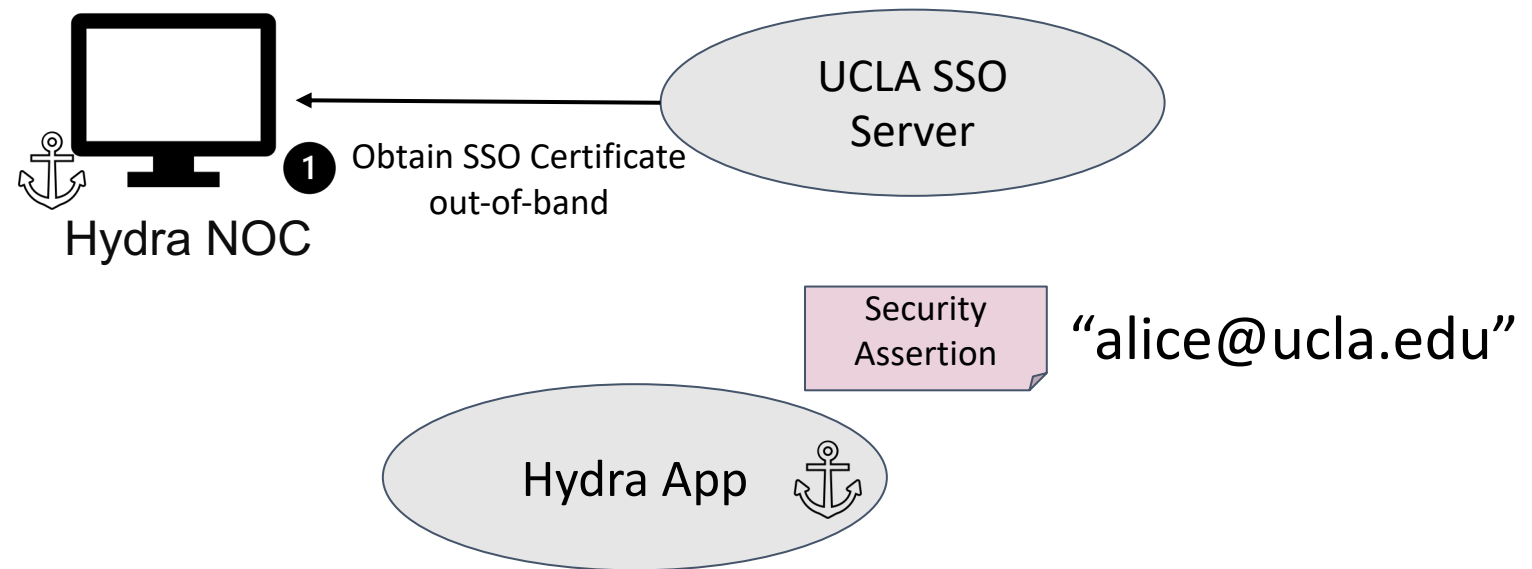 UCLA SSO
Server
1
Obtain SSO Certificate
out-of-band
Hydra NOC
Security
Assertion
“alice@ucla.edu”
Hydra App